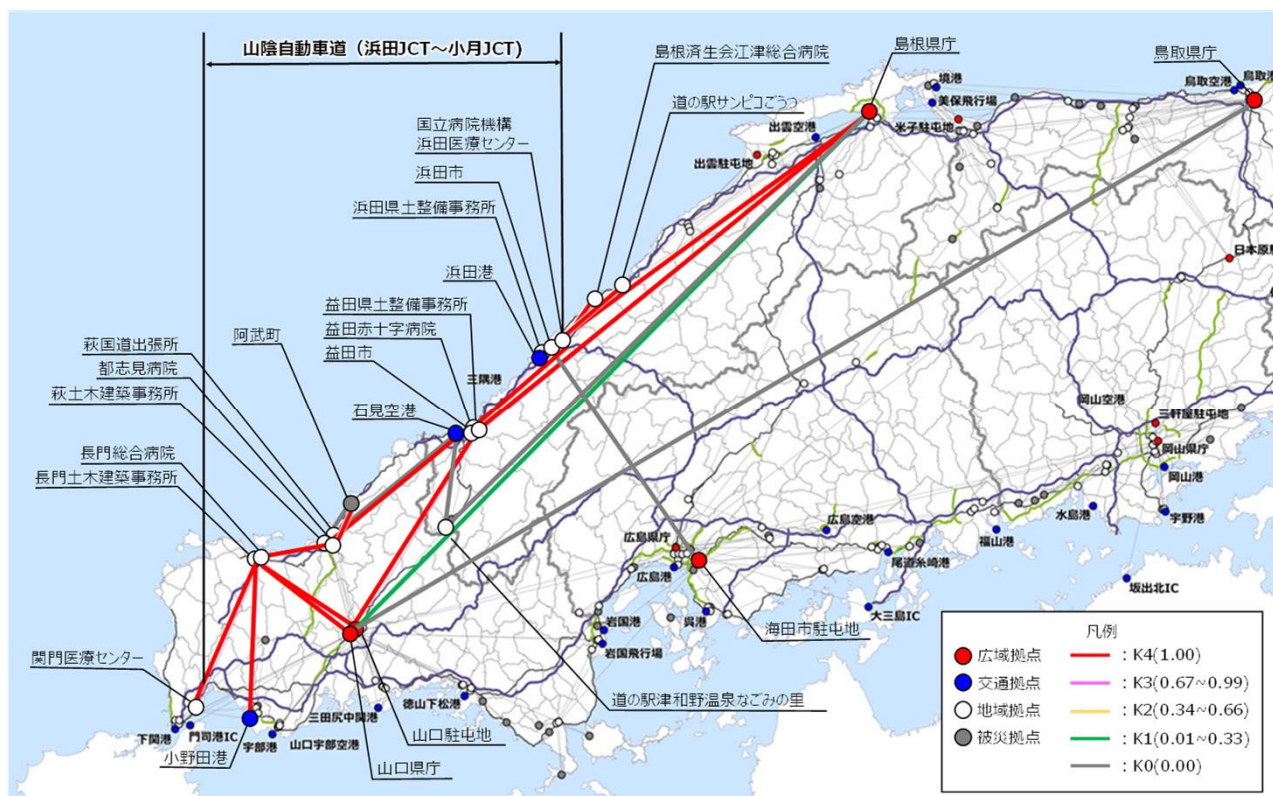 山陰自動車道（浜田JCT～小月JCT)
島根済生会江津総合病院
島根県庁
鳥取県庁
道の駅サンピコごうつ
境港
美保飛行場
鳥取空港
鳥取港
国立病院機構
浜田医療センター
出雲空港
米子駐屯地
出雲駐屯地
浜田市
浜田県土整備事務所
浜田港
日本原駐
益田県土整備事務所
益田赤十字病院
益田市
阿武町
萩国道出張所
都志見病院
萩土木建築事務所
三隅港
石見空港
長門総合病院
長門土木建築事務所
岡山空港
三軒屋駐屯地
岡山県庁
岡山港
宇野港
水島港
福山港
広島空港
尾道糸崎港
広島県庁
広島港
呉港
大三島IC
坂出北IC
海田市駐屯地
岩国港
岩国飛行場
関門医療センター
道の駅津和野温泉なごみの里
徳山下松港
三田尻中関港
山口駐屯地
下関港
門司港IC
宇部港
山口宇部空港
小野田港
山口県庁
凡例
広域拠点
：K4(1.00)
交通拠点
：K3(0.67~0.99)
地域拠点
：K2(0.34~0.66)
被災拠点
：K1(0.01~0.33)
：K0(0.00)